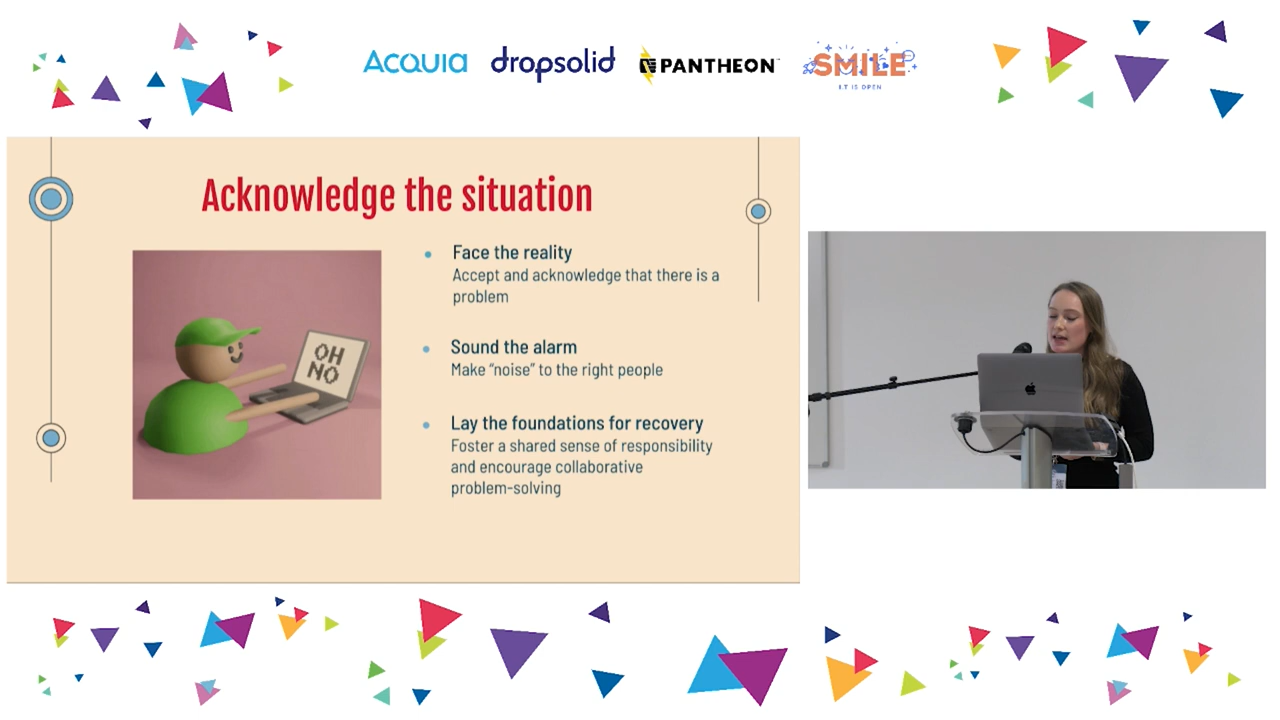 ACQUIA dropsolid PANTHEON SMILE
I.T IS OPEN
Acknowledge the situation
OH
NO
Face the reality
Accept and acknowledge that there is a
problem
Sound the alarm
Make “noise” to the right people
Lay the foundations for recovery
Foster a shared sense of responsibility
and encourage collaborative
problem-solving